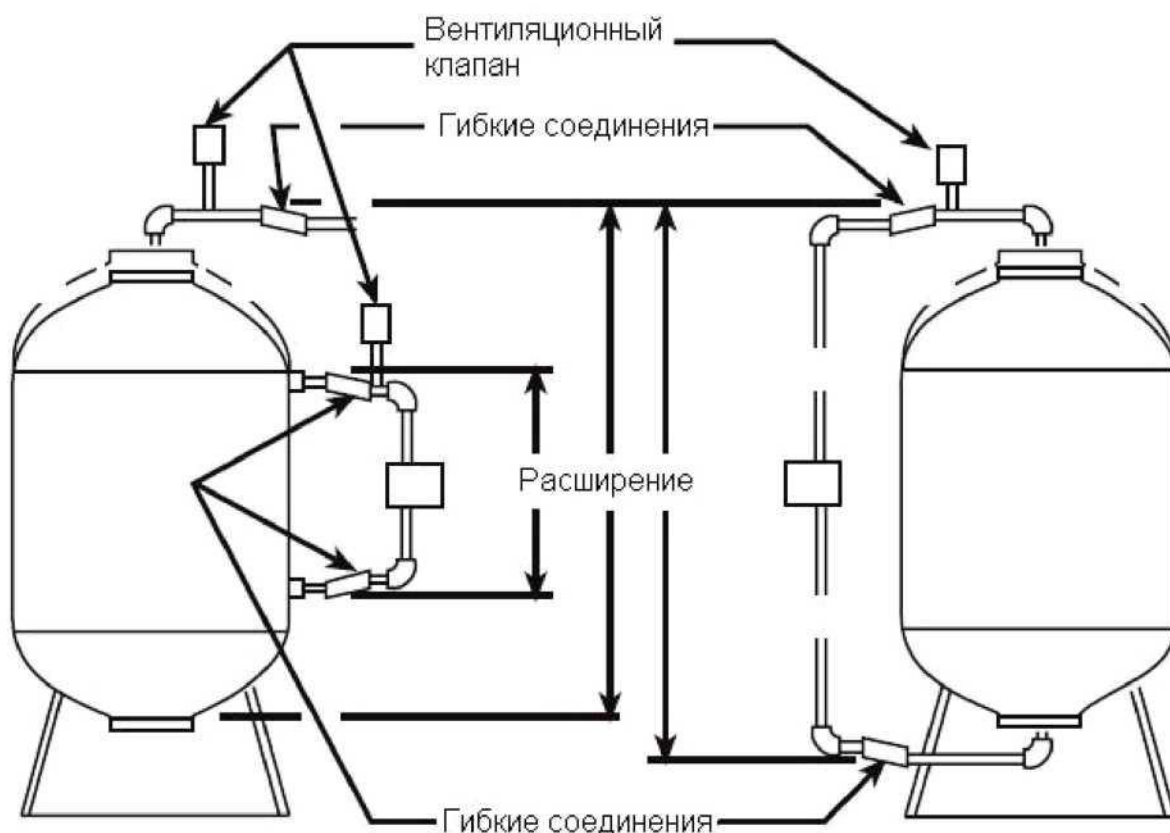 Вентиляционный
клапан
Гибкие соединения
Расширение
Гибкие соединения